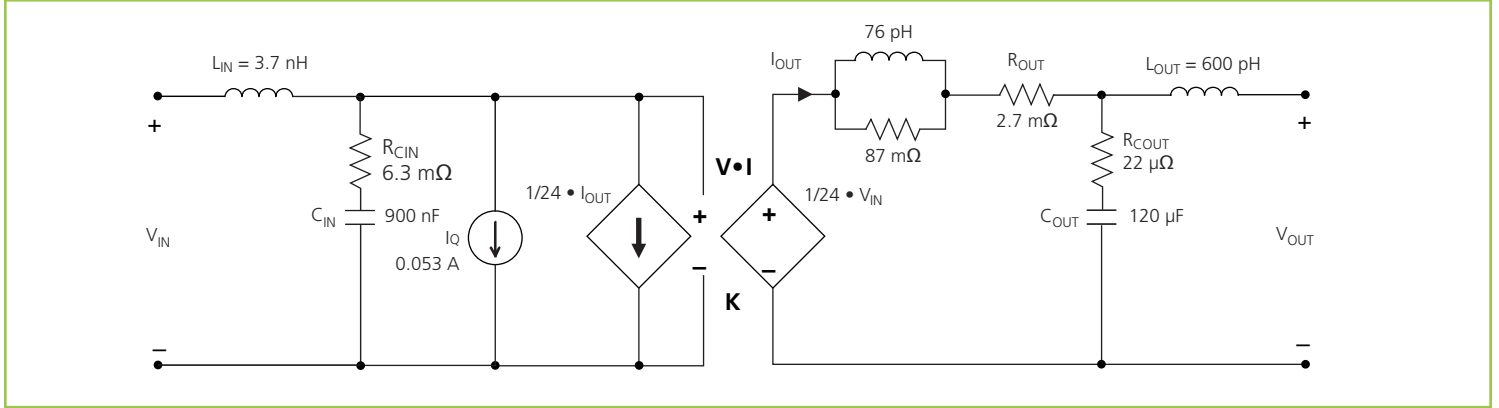 L_IN = 3.7 nH
+
R_CIN
6.3 mΩ
C_IN
900 nF
V_IN
I_Q
0.053 A
1/24 • I_OUT
−
V•I
+
−
K
+
−
1/24 • V_IN
I_OUT
76 pH
87 mΩ
R_OUT
2.7 mΩ
L_OUT = 600 pH
R_COUT
22 µΩ
C_OUT
120 µF
+
V_OUT
−